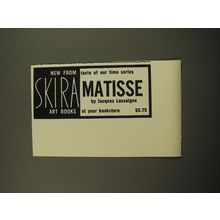 NEW FROM
SKIRA
ART BOOKS
taste of our time series
MATISSE
by Jacques Lassaigne
at your bookstore $5.75